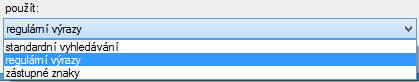 použít:
regulární výrazy
standardní vyhledávání
regulární výrazy
zástupné znaky